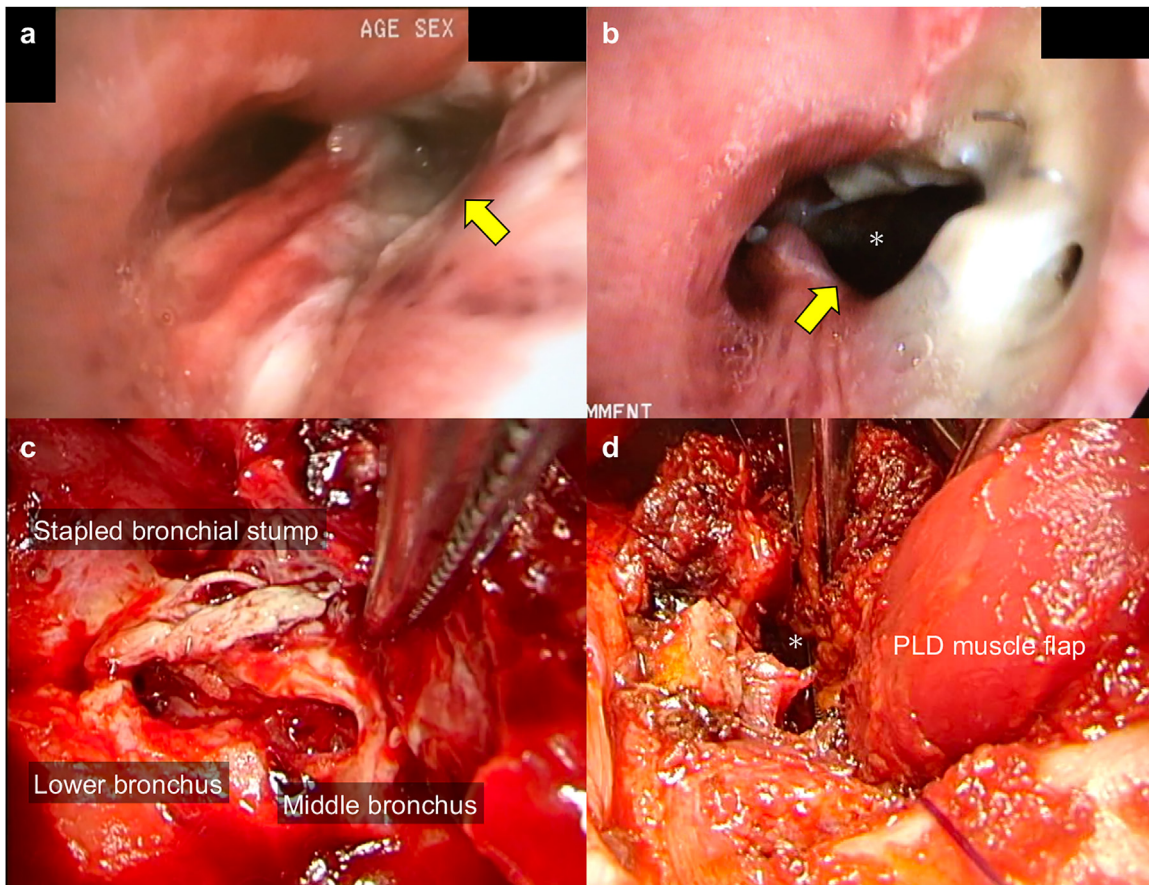 a
AGE SEX
b
*
MMENT
c
Stapled bronchial stump
Lower bronchus
Middle bronchus
d
*
PLD muscle flap